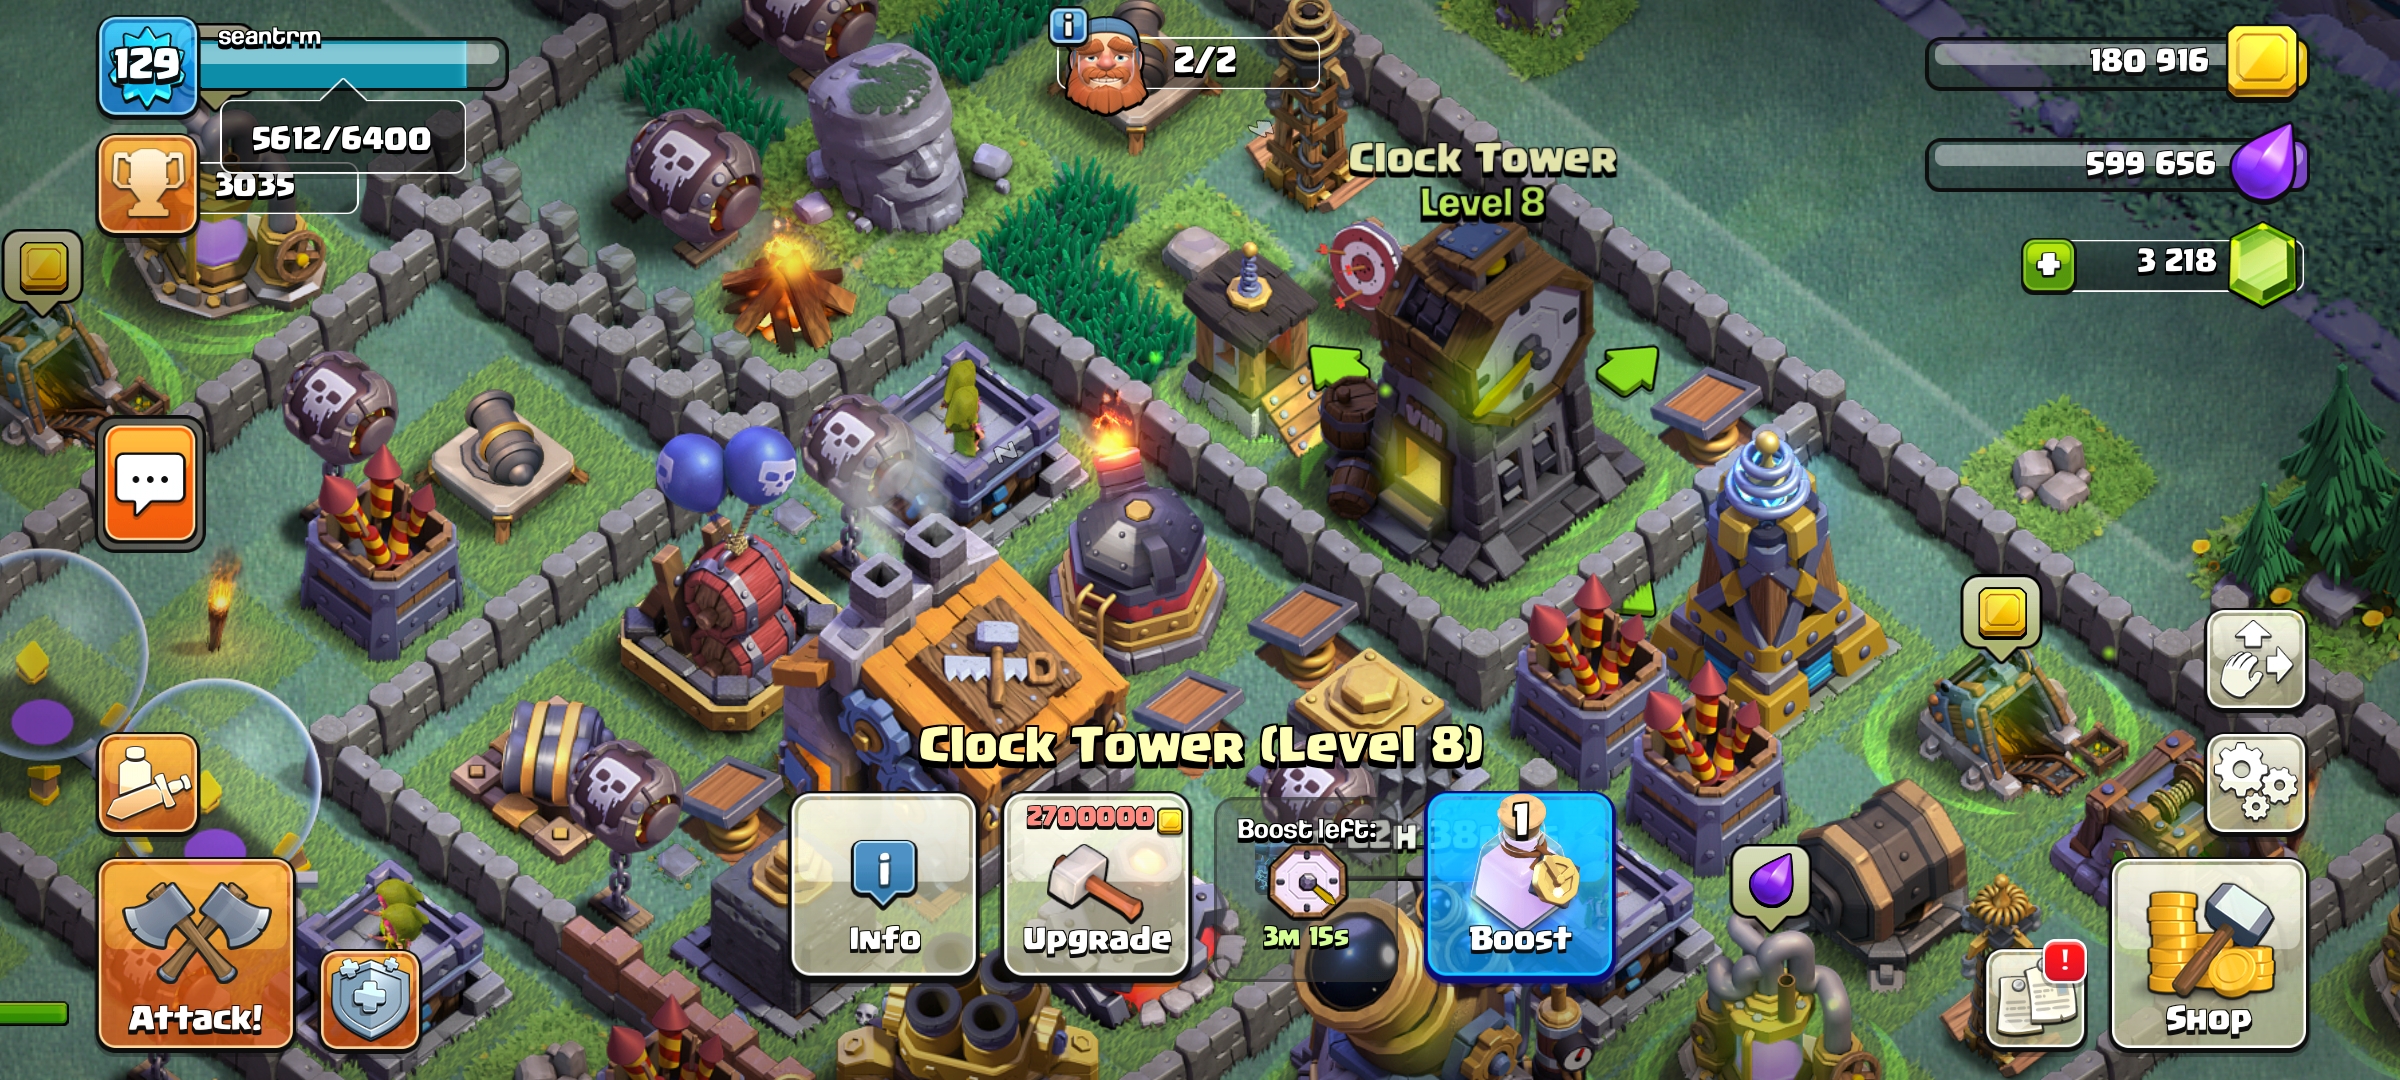 129
seantrm
5612/6400
3035
2/2
180 916
599 656
3 218
Clock Tower
Level 8
VIII
Clock Tower (Level 8)
Info
2700000
Upgrade
Boost left:
3m 15s
1
Boost
Attack!
!
Shop